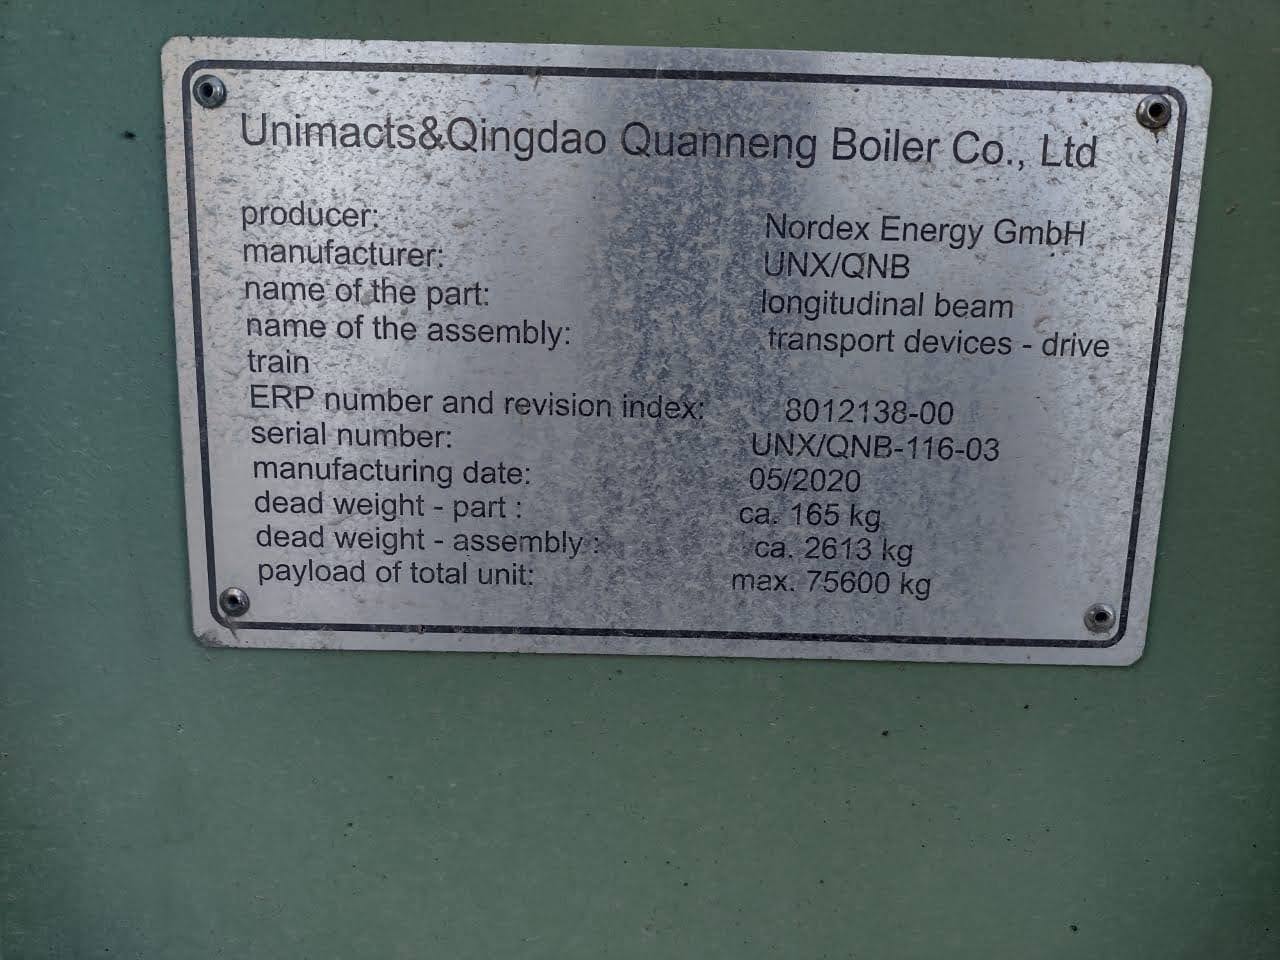 Unimacts&Qingdao Quanneng Boiler Co., Ltd
producer: Nordex Energy GmbH
manufacturer: UNX/QNB
name of the part: longitudinal beam
name of the assembly: transport devices - drive
train
ERP number and revision index: 8012138-00
serial number: UNX/QNB-116-03
manufacturing date: 05/2020
dead weight - part : ca. 165 kg
dead weight - assembly : ca. 2613 kg
payload of total unit: max. 75600 kg